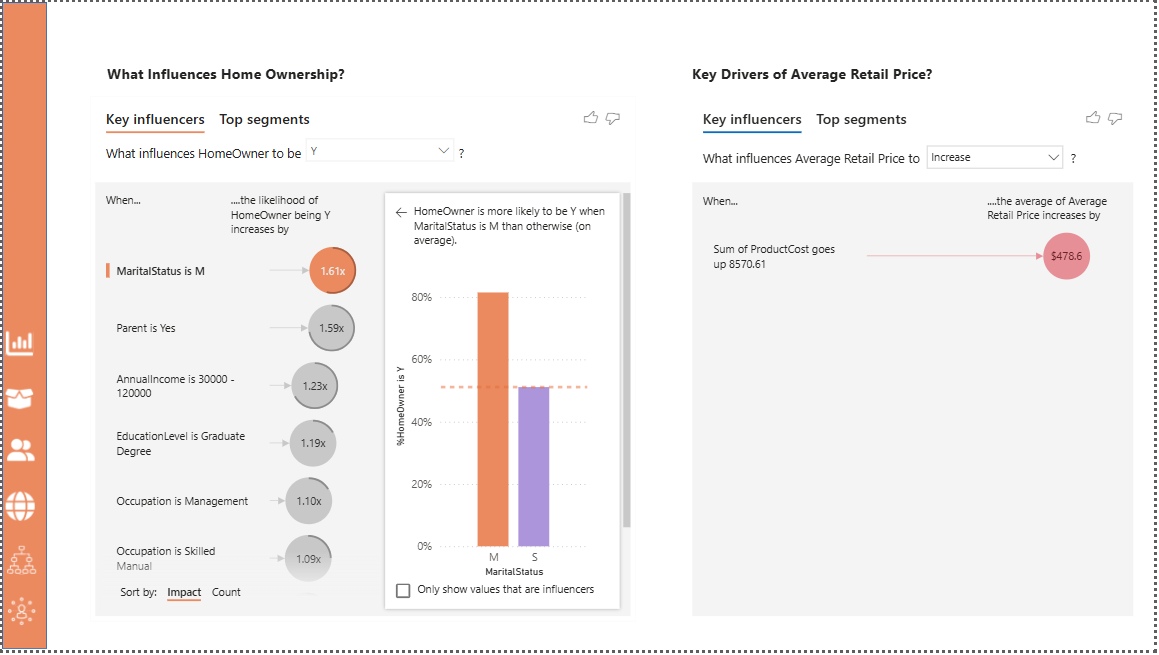 What Influences Home Ownership?
Key influencers Top segments
What influences HomeOwner to be Y ?
When...
....the likelihood of
HomeOwner being Y
increases by
MaritalStatus is M
1.61x
Parent is Yes
1.59x
AnnualIncome is 30000 -
120000
1.23x
EducationLevel is Graduate
Degree
1.19x
Occupation is Management
1.10x
Occupation is Skilled
Manual
1.09x
Sort by: Impact Count
HomeOwner is more likely to be Y when
MaritalStatus is M than otherwise (on
average).
80%
60%
40%
20%
0%
%HomeOwner is Y
M S
MaritalStatus
Only show values that are influencers
Key Drivers of Average Retail Price?
Key influencers Top segments
What influences Average Retail Price to Increase ?
When...
....the average of Average
Retail Price increases by
Sum of ProductCost goes
up 8570.61
$478.6